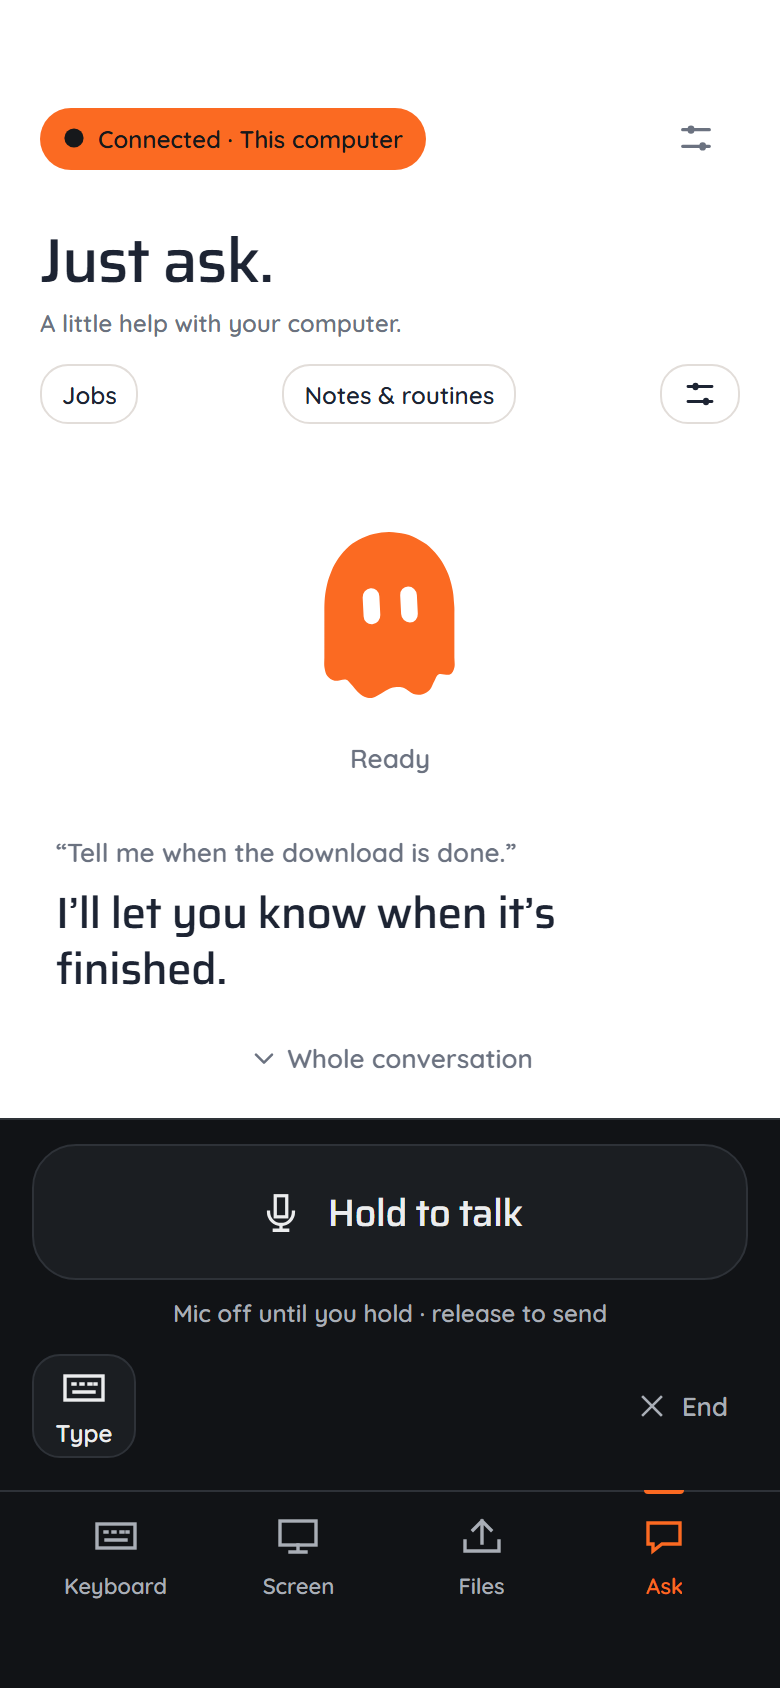 Connected · This computer
Just ask.
A little help with your computer.
Jobs
Notes & routines
Ready
“Tell me when the download is done.”
I’ll let you know when it’s
finished.
Whole conversation
Hold to talk
Mic off until you hold · release to send
Type
End
Keyboard
Screen
Files
Ask